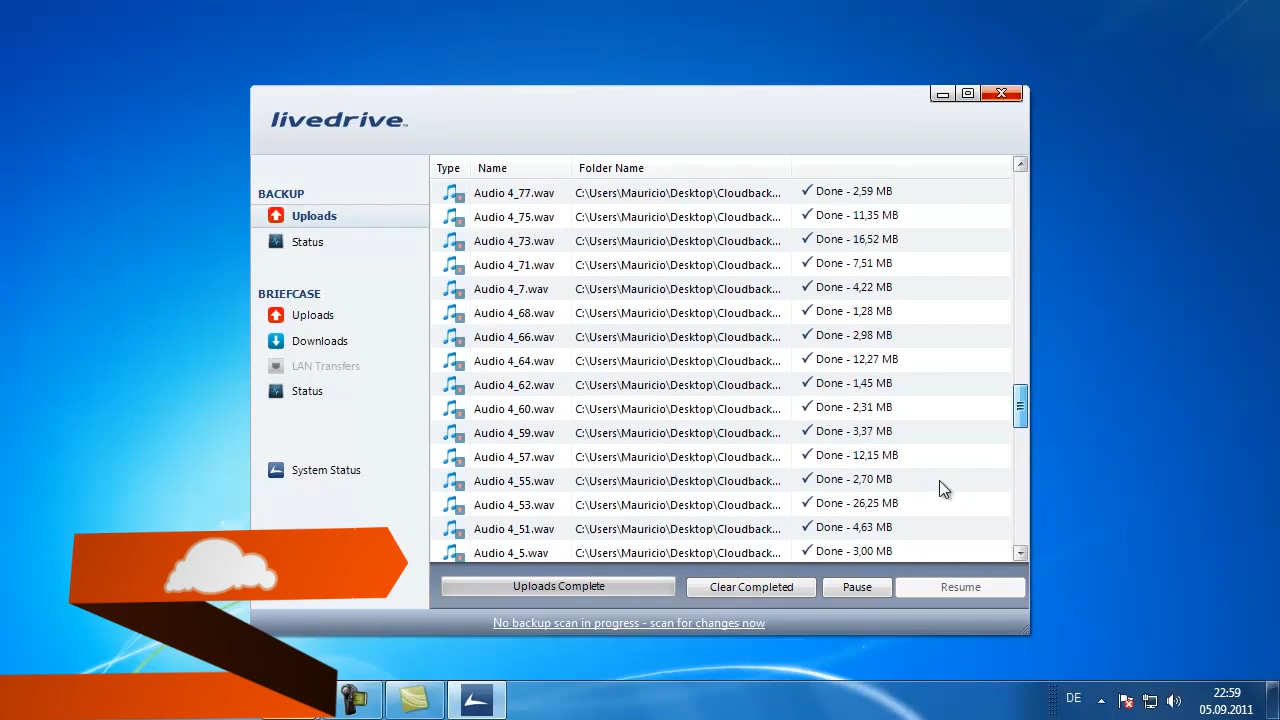 livedrive
Type Name Folder Name
BACKUP
Uploads
Status
BRIEFCASE
Uploads
Downloads
LAN Transfers
Status
System Status
Audio 4_77.wav C:\Users\Mauricio\Desktop\Cloudback... Done - 2,59 MB
Audio 4_75.wav C:\Users\Mauricio\Desktop\Cloudback... Done - 11,35 MB
Audio 4_73.wav C:\Users\Mauricio\Desktop\Cloudback... Done - 16,52 MB
Audio 4_71.wav C:\Users\Mauricio\Desktop\Cloudback... Done - 7,51 MB
Audio 4_7.wav C:\Users\Mauricio\Desktop\Cloudback... Done - 4,22 MB
Audio 4_68.wav C:\Users\Mauricio\Desktop\Cloudback... Done - 1,28 MB
Audio 4_66.wav C:\Users\Mauricio\Desktop\Cloudback... Done - 2,98 MB
Audio 4_64.wav C:\Users\Mauricio\Desktop\Cloudback... Done - 12,27 MB
Audio 4_62.wav C:\Users\Mauricio\Desktop\Cloudback... Done - 1,45 MB
Audio 4_60.wav C:\Users\Mauricio\Desktop\Cloudback... Done - 2,31 MB
Audio 4_59.wav C:\Users\Mauricio\Desktop\Cloudback... Done - 3,37 MB
Audio 4_57.wav C:\Users\Mauricio\Desktop\Cloudback... Done - 12,15 MB
Audio 4_55.wav C:\Users\Mauricio\Desktop\Cloudback... Done - 2,70 MB
Audio 4_53.wav C:\Users\Mauricio\Desktop\Cloudback... Done - 26,25 MB
Audio 4_51.wav C:\Users\Mauricio\Desktop\Cloudback... Done - 4,63 MB
Audio 4_5.wav C:\Users\Mauricio\Desktop\Cloudback... Done - 3,00 MB
Uploads Complete Clear Completed Pause Resume
No backup scan in progress - scan for changes now
DE 22:59
05.09.2011